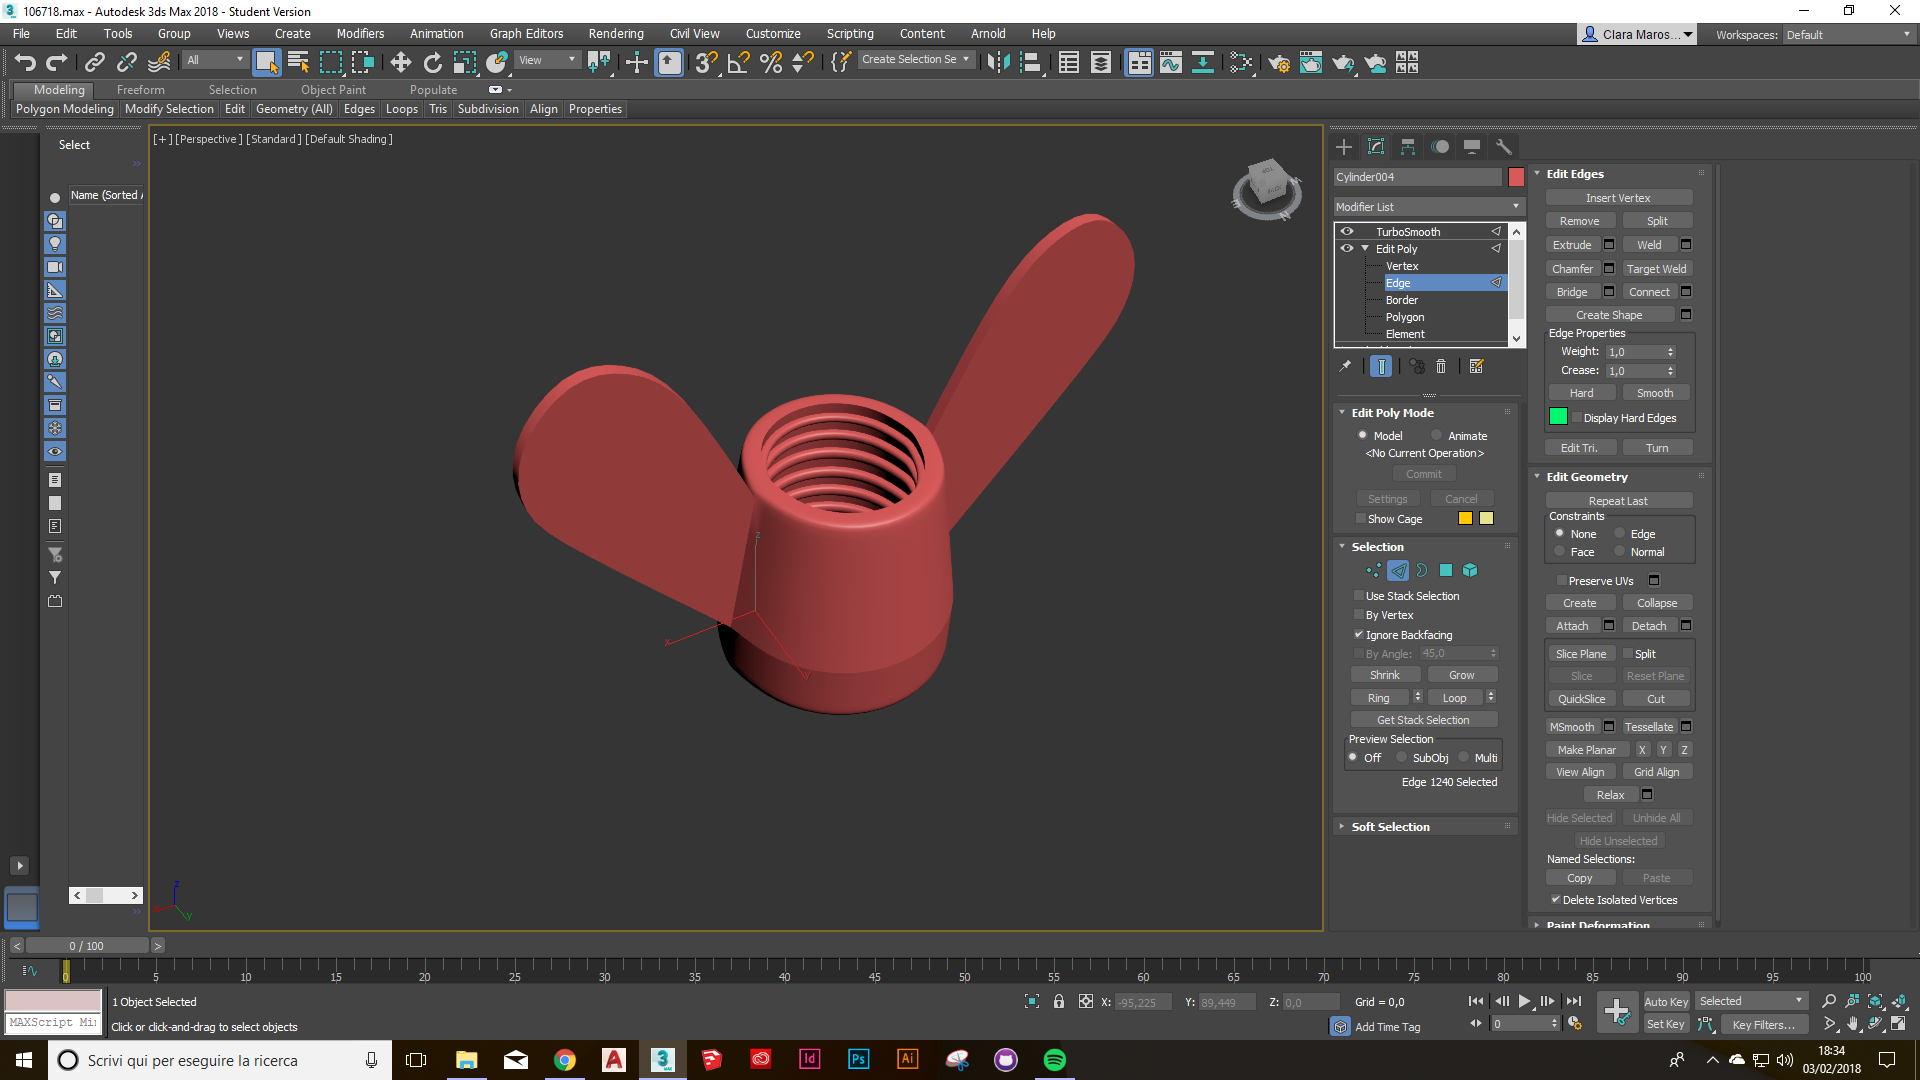 106718.max - Autodesk 3ds Max 2018 - Student Version
File Edit Tools Group Views Create Modifiers Animation Graph Editors Rendering Civil View Customize Scripting Content Arnold Help
Clara Maros... Workspaces: Default
All View Create Selection Se
Modeling Freeform Selection Object Paint Populate
Polygon Modeling Modify Selection Edit Geometry (All) Edges Loops Tris Subdivision Align Properties
Select
Name (Sorted A
[+] [Perspective] [Standard] [Default Shading]
z
x
z
y
Cylinder004
Modifier List
TurboSmooth
Edit Poly
Vertex
Edge
Border
Polygon
Element
Edit Poly Mode
Model Animate
<No Current Operation>
Commit
Settings Cancel
Show Cage
Selection
Use Stack Selection
By Vertex
Ignore Backfacing
By Angle: 45,0
Shrink Grow
Ring Loop
Get Stack Selection
Preview Selection
Off SubObj Multi
Edge 1240 Selected
Soft Selection
Edit Edges
Insert Vertex
Remove Split
Extrude Weld
Chamfer Target Weld
Bridge Connect
Create Shape
Edge Properties
Weight: 1,0
Crease: 1,0
Hard Smooth
Display Hard Edges
Edit Tri. Turn
Edit Geometry
Repeat Last
Constraints
None Edge
Face Normal
Preserve UVs
Create Collapse
Attach Detach
Slice Plane Split
Slice Reset Plane
QuickSlice Cut
MSmooth Tessellate
Make Planar X Y Z
View Align Grid Align
Relax
Hide Selected Unhide All
Hide Unselected
Named Selections:
Copy Paste
Delete Isolated Vertices
Paint Deformation
< 0 / 100 >
0 5 10 15 20 25 30 35 40 45 50 55 60 65 70 75 80 85 90 95 100
1 Object Selected
X: -95,225 Y: 89,449 Z: 0,0 Grid = 0,0
Auto Key Selected
MAXScript Mi
Click or click-and-drag to select objects
Add Time Tag
0
Set Key Key Filters...
Scrivi qui per eseguire la ricerca
18:34
03/02/2018